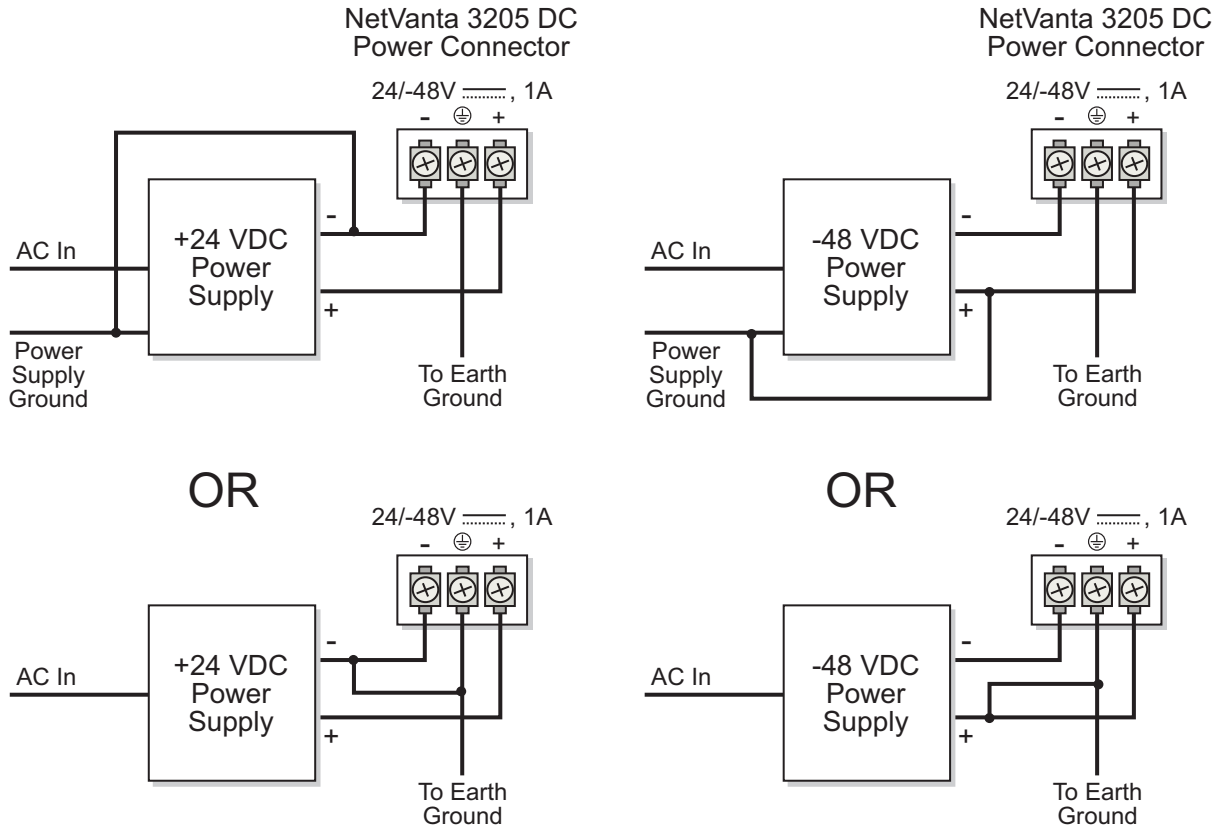 NetVanta 3205 DC
Power Connector
24/-48V ⎓, 1A
- ⏚ +
-
+24 VDC
Power
Supply
+
AC In
Power
Supply
Ground
To Earth
Ground
NetVanta 3205 DC
Power Connector
24/-48V ⎓, 1A
- ⏚ +
-
-48 VDC
Power
Supply
+
AC In
Power
Supply
Ground
To Earth
Ground
OR
24/-48V ⎓, 1A
- ⏚ +
-
+24 VDC
Power
Supply
+
AC In
To Earth
Ground
OR
24/-48V ⎓, 1A
- ⏚ +
-
-48 VDC
Power
Supply
+
AC In
To Earth
Ground